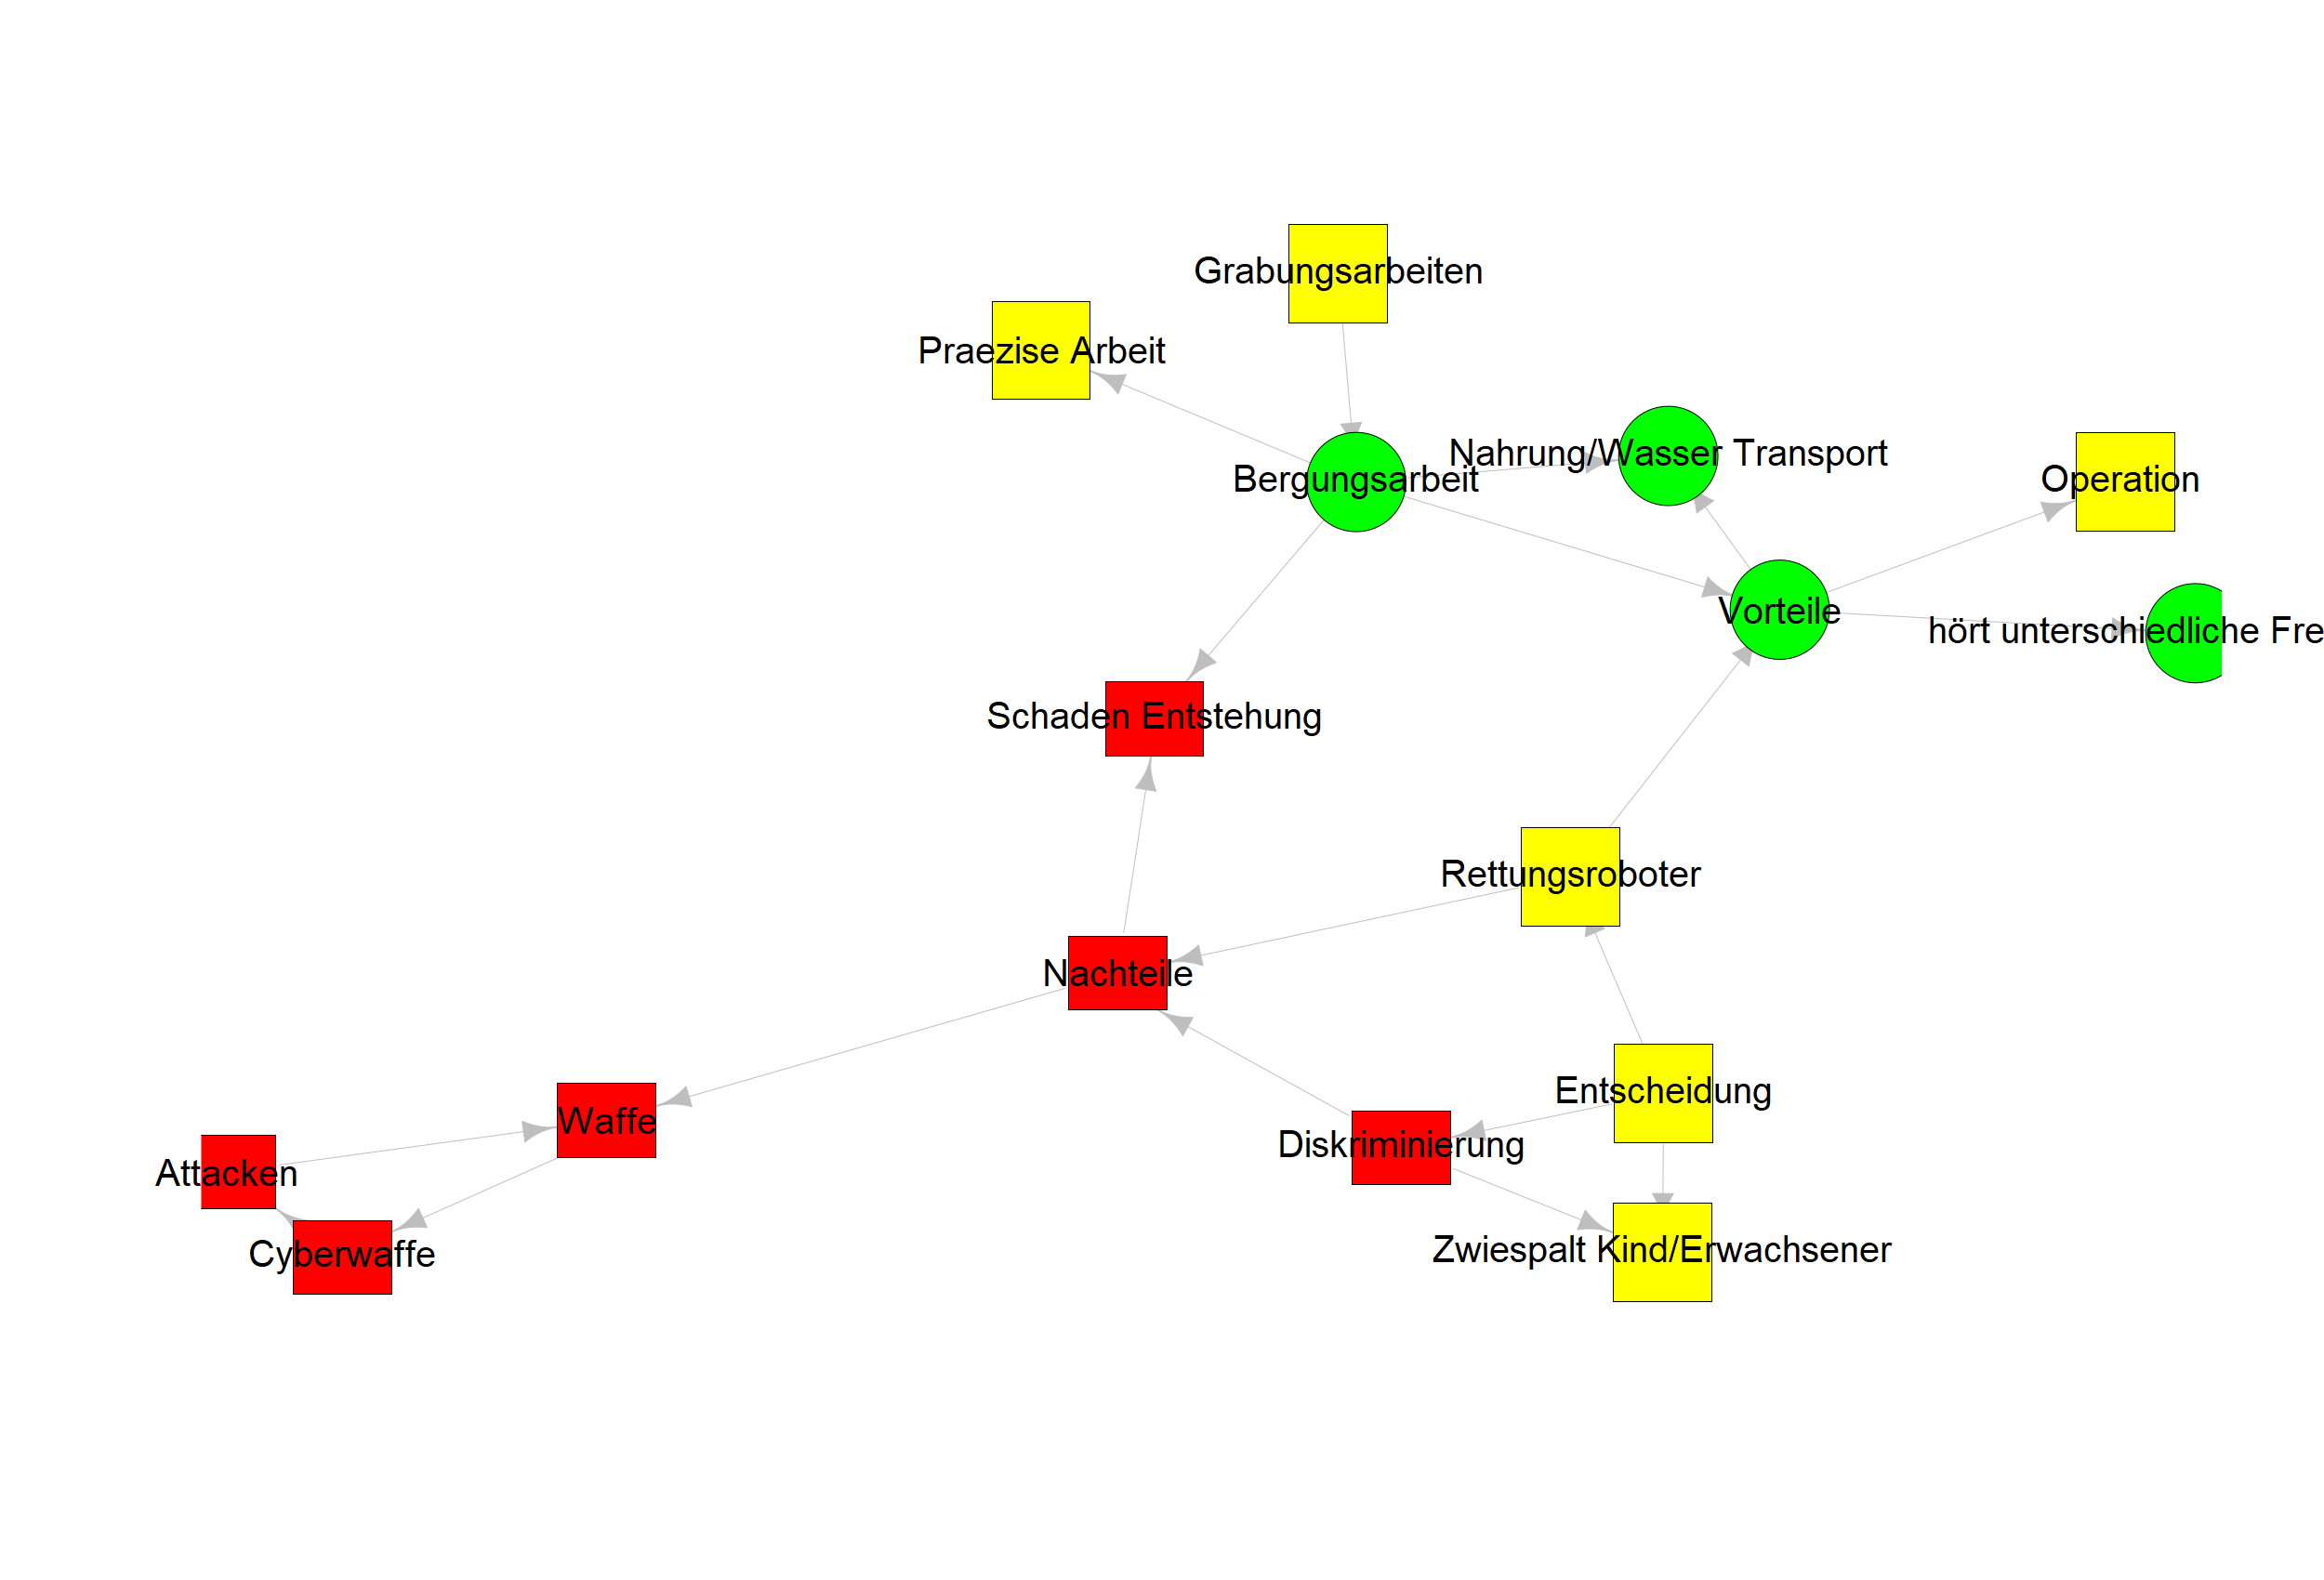 Grabungsarbeiten
Praezise Arbeit
Nahrung/Wasser Transport
Bergungsarbeit
Operation
Vorteile
hört unterschiedliche Fre
Schaden Entstehung
Rettungsroboter
Nachteile
Entscheidung
Waffe
Diskriminierung
Attacken
Zwiespalt Kind/Erwachsener
Cyberwaffe